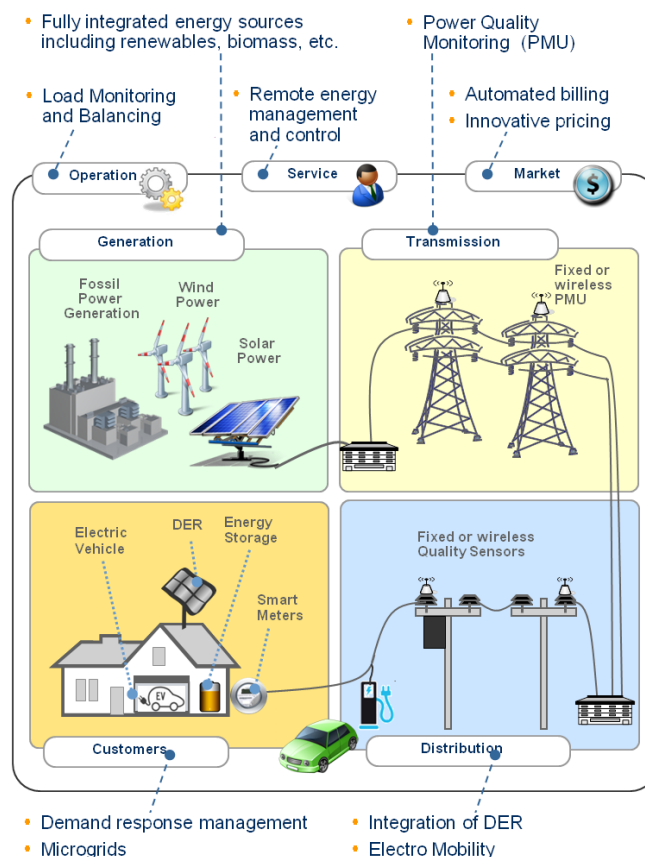 • Fully integrated energy sources
including renewables, biomass, etc.
• Power Quality
Monitoring (PMU)
• Load Monitoring
and Balancing
• Remote energy
management
and control
• Automated billing
• Innovative pricing
Operation
Service
Market
$
Generation
Transmission
Fossil
Power
Generation
Wind
Power
Solar
Power
Fixed or
wireless
PMU
Electric
Vehicle
DER
Energy
Storage
Smart
Meters
EV
Fixed or wireless
Quality Sensors
Customers
Distribution
• Demand response management
• Microgrids
• Integration of DER
• Electro Mobility